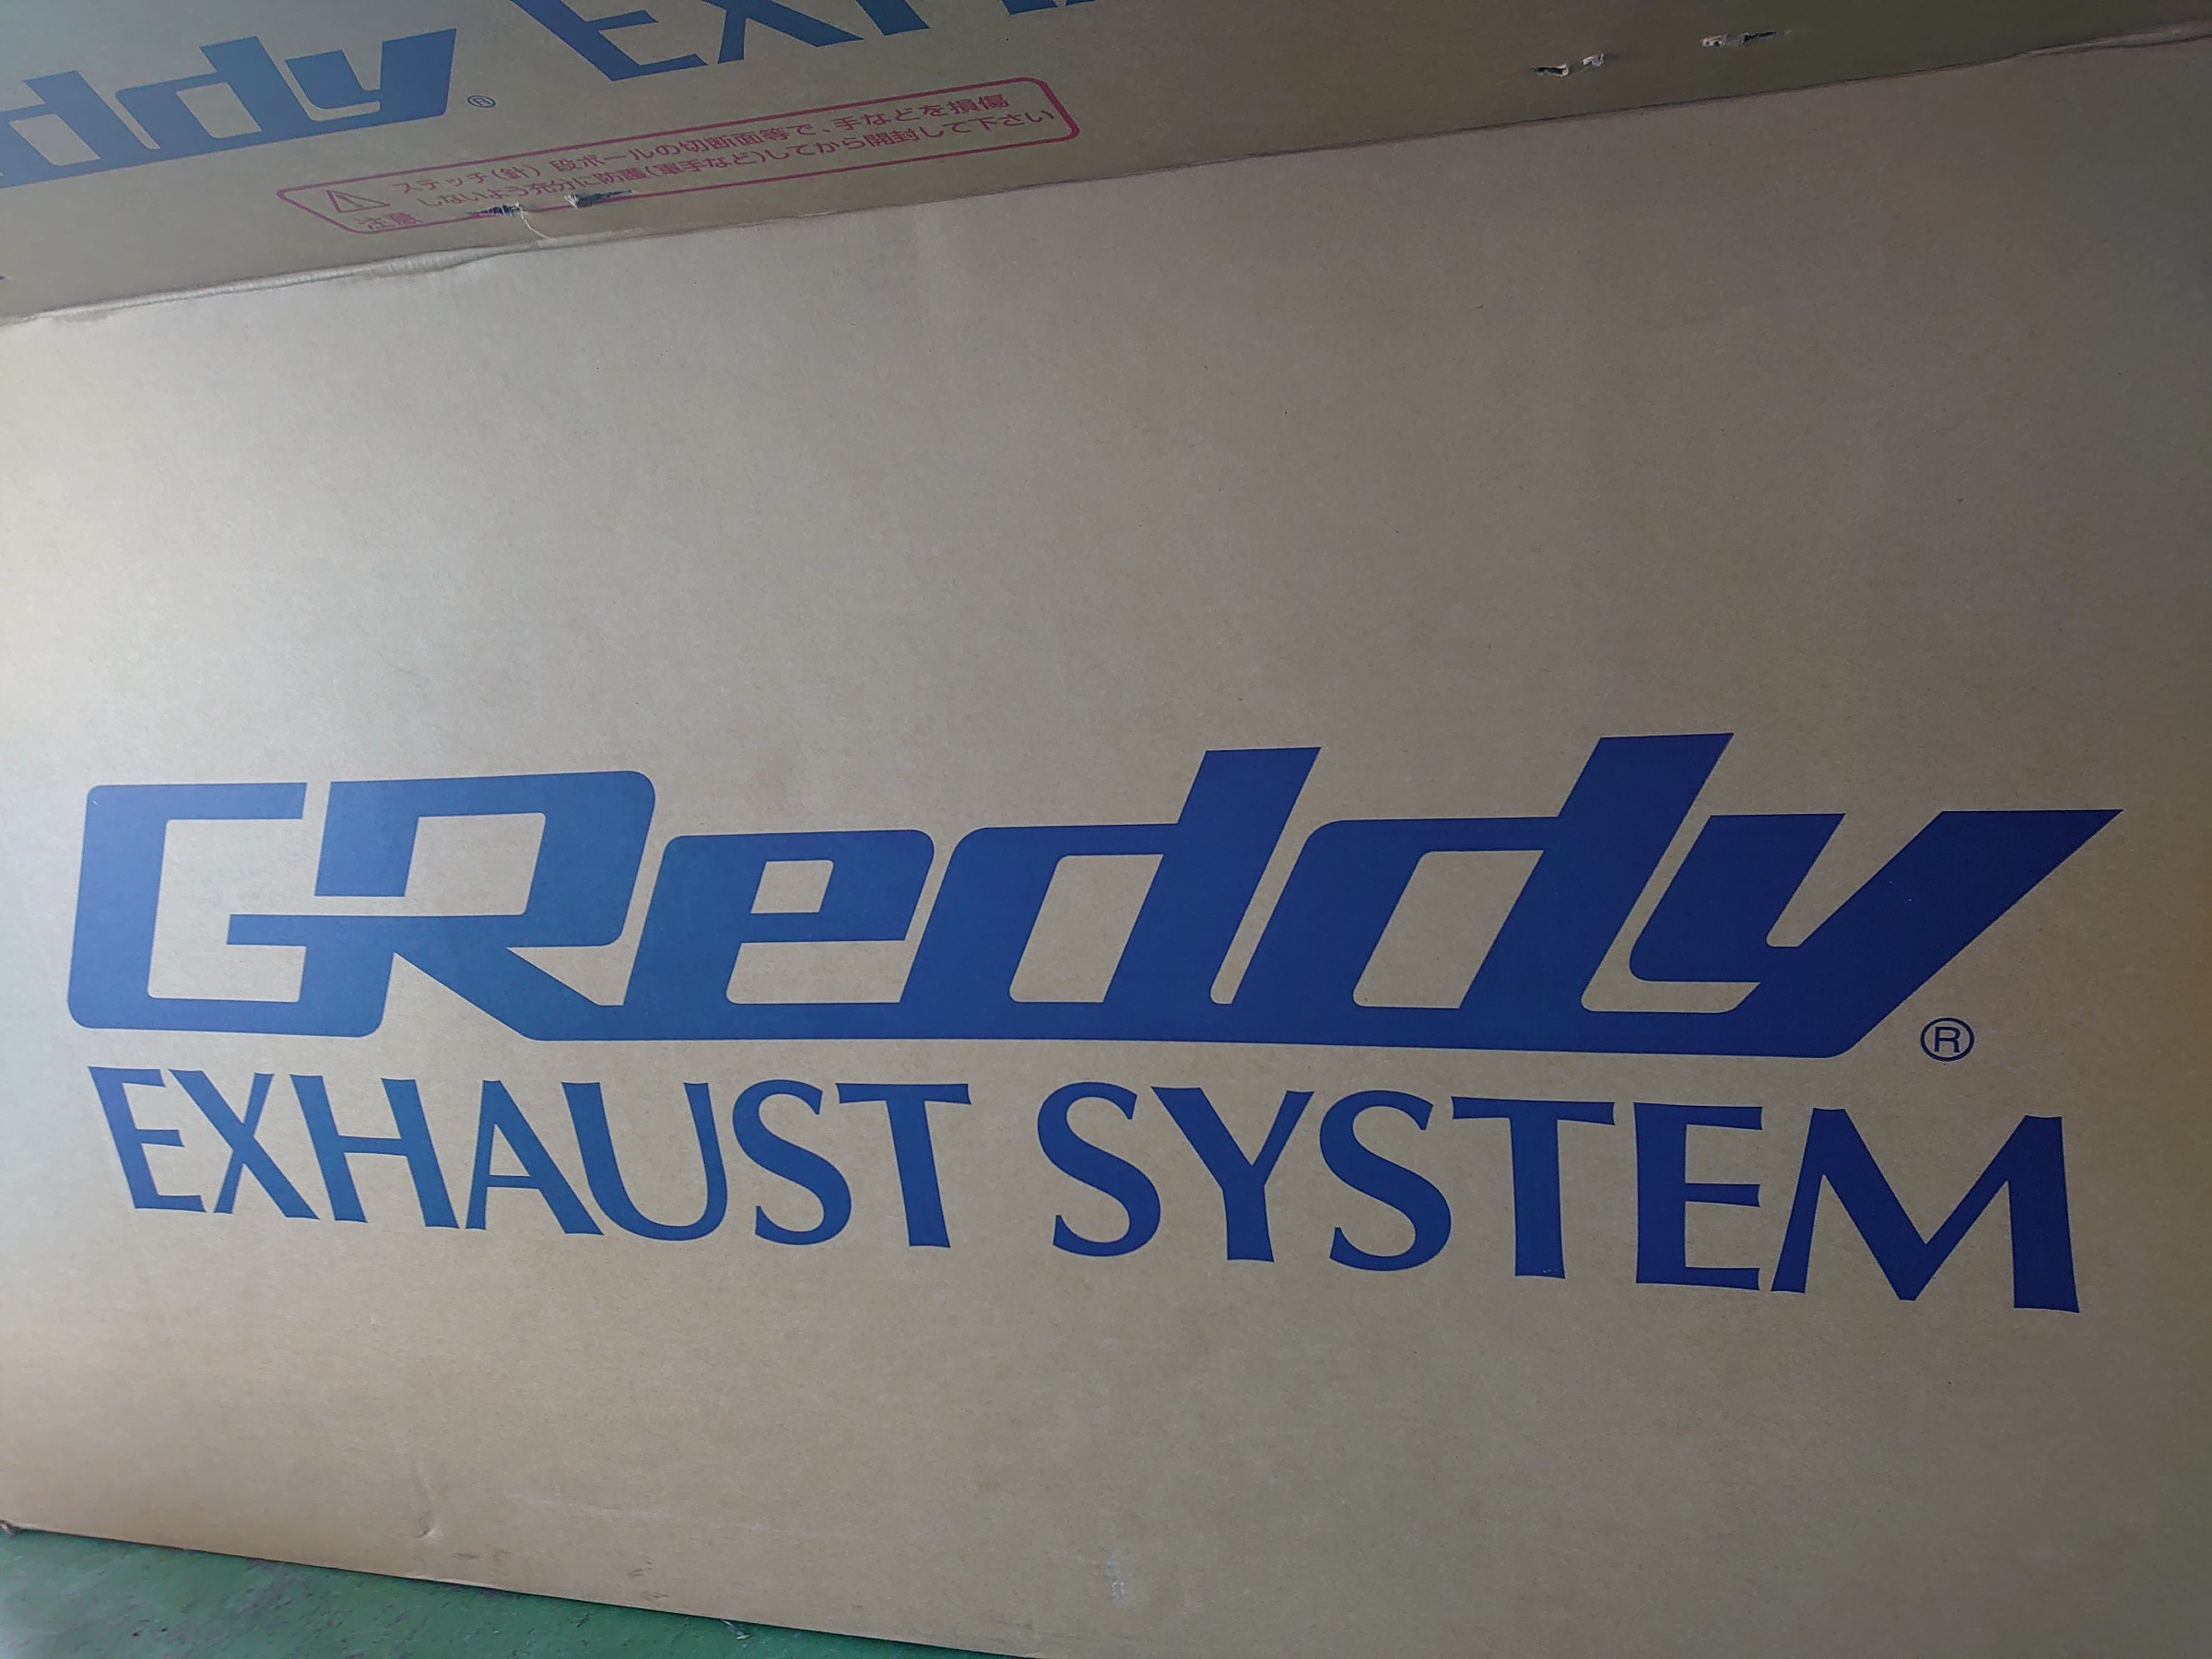 eddy®
ステッチ(針) 段ボールの切断面等で、手などを損傷
しないよう充分に防護(軍手など)してから開封して下さい
注意
GReddy®
EXHAUST SYSTEM